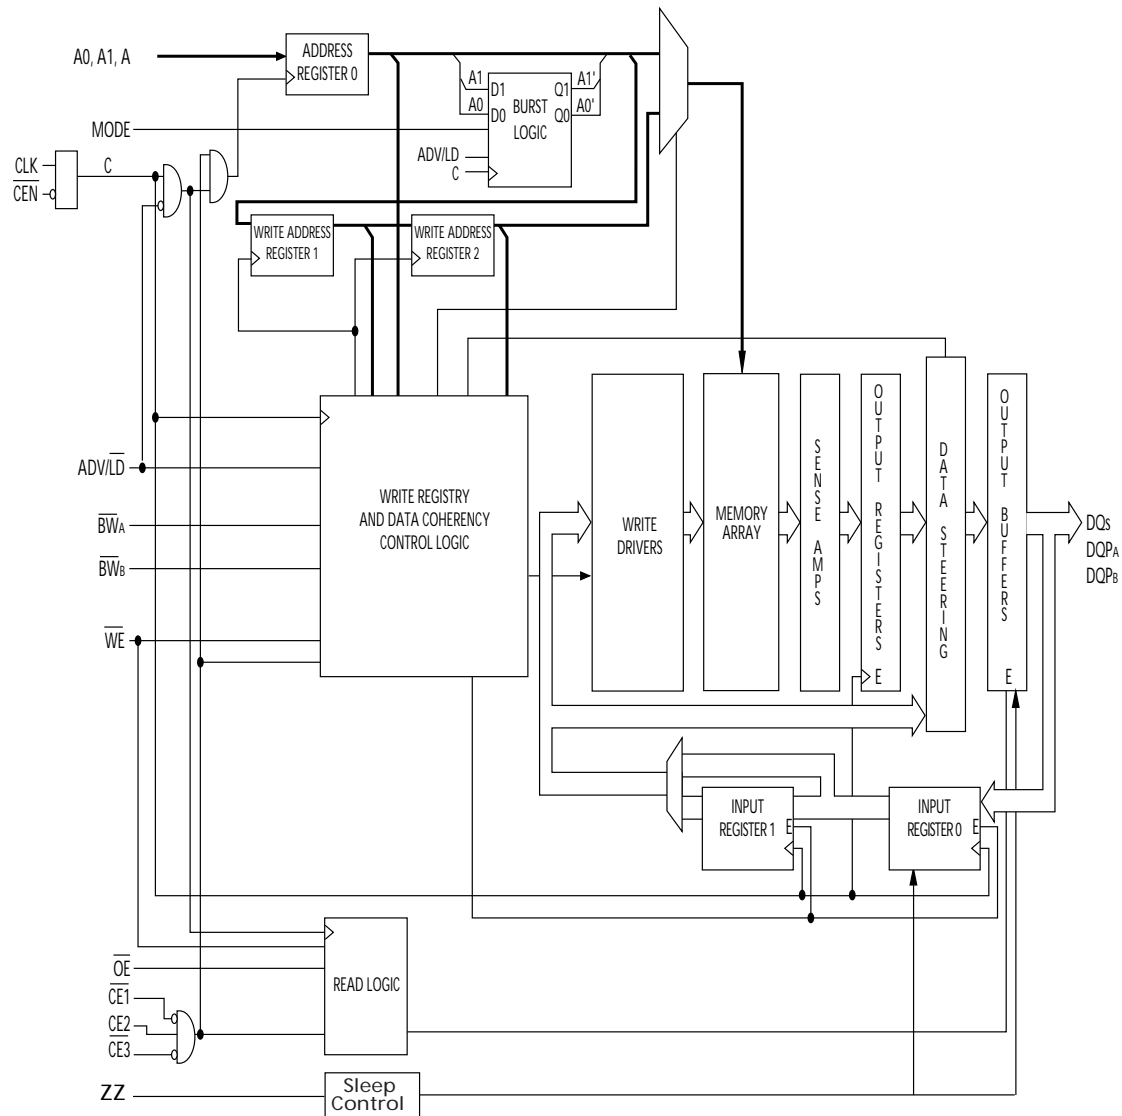 A0, A1, A
ADDRESS
REGISTER 0
A1
A0
D1
D0
BURST
LOGIC
Q1
Q0
A1'
A0'
MODE
ADV/LD
C
CLK
CEN
C
WRITE ADDRESS
REGISTER 1
WRITE ADDRESS
REGISTER 2
ADV/LD
BWA
BWB
WE
WRITE REGISTRY
AND DATA COHERENCY
CONTROL LOGIC
WRITE
DRIVERS
MEMORY
ARRAY
SENSE AMPS
OUTPUT REGISTERS
E
DATA STEERING
OUTPUT BUFFERS
E
DQs
DQPA
DQPB
INPUT
REGISTER 1
E
INPUT
REGISTER 0
E
OE
CE1
CE2
CE3
READ LOGIC
ZZ
Sleep
Control